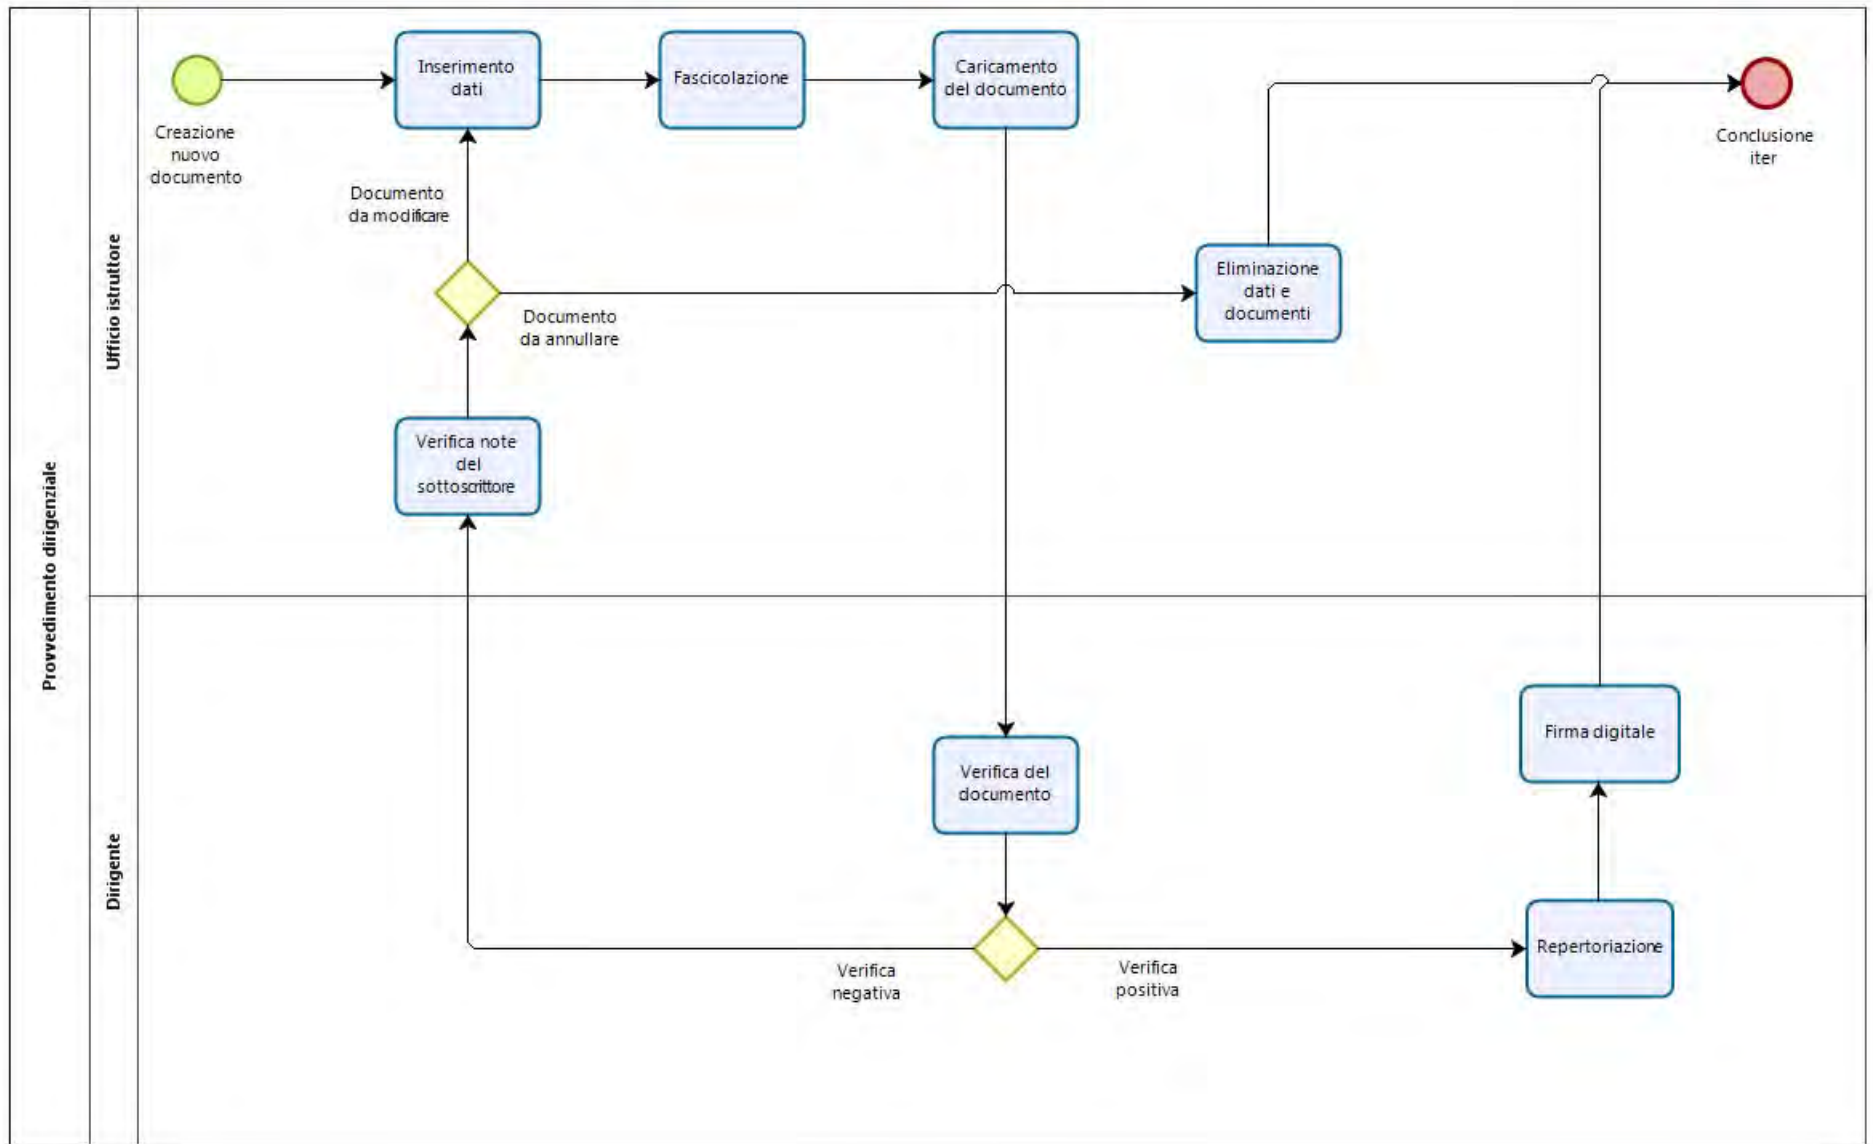 Provvedimento dirigenziale
Ufficio istruttore
Creazione
nuovo
documento
Inserimento
dati
Fascicolazione
Caricamento
del documento
Conclusione
iter
Documento
da modificare
Documento
da annullare
Eliminazione
dati e
documenti
Verifica note
del
sottoscrittore
Dirigente
Verifica del
documento
Firma digitale
Verifica
negativa
Verifica
positiva
Repertoriazione